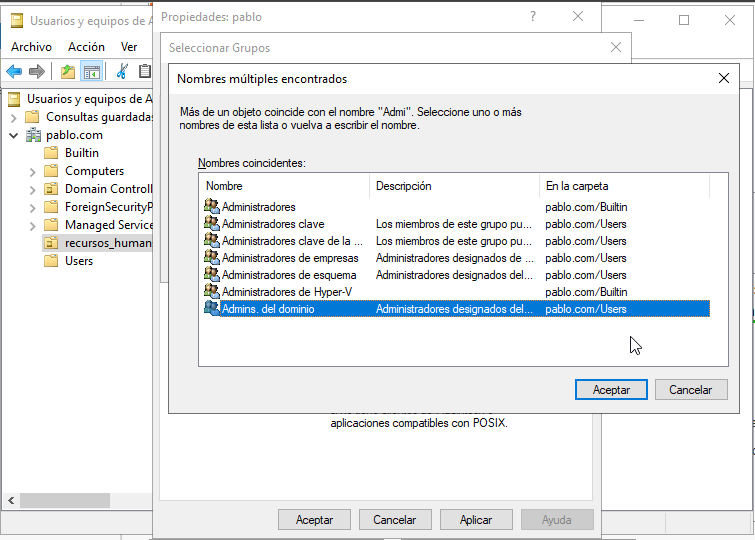 Usuarios y equipos de A
Archivo Acción Ver
Usuarios y equipos de A
Consultas guardadas
pablo.com
Builtin
Computers
Domain Controll
ForeignSecurityP
Managed Service
recursos_human
Users
Propiedades: pablo
Seleccionar Grupos
Nombres múltiples encontrados
Más de un objeto coincide con el nombre "Admi". Seleccione uno o más
nombres de esta lista o vuelva a escribir el nombre.
Nombres coincidentes:
Nombre Descripción En la carpeta
Administradores pablo.com/Builtin
Administradores clave Los miembros de este grupo pu... pablo.com/Users
Administradores clave de la ... Los miembros de este grupo pu... pablo.com/Users
Administradores de empresas Administradores designados de ... pablo.com/Users
Administradores de esquema Administradores designados del... pablo.com/Users
Administradores de Hyper-V pablo.com/Builtin
Admins. del dominio Administradores designados del... pablo.com/Users
Aceptar Cancelar
aplicaciones compatibles con POSIX.
Aceptar Cancelar Aplicar Ayuda